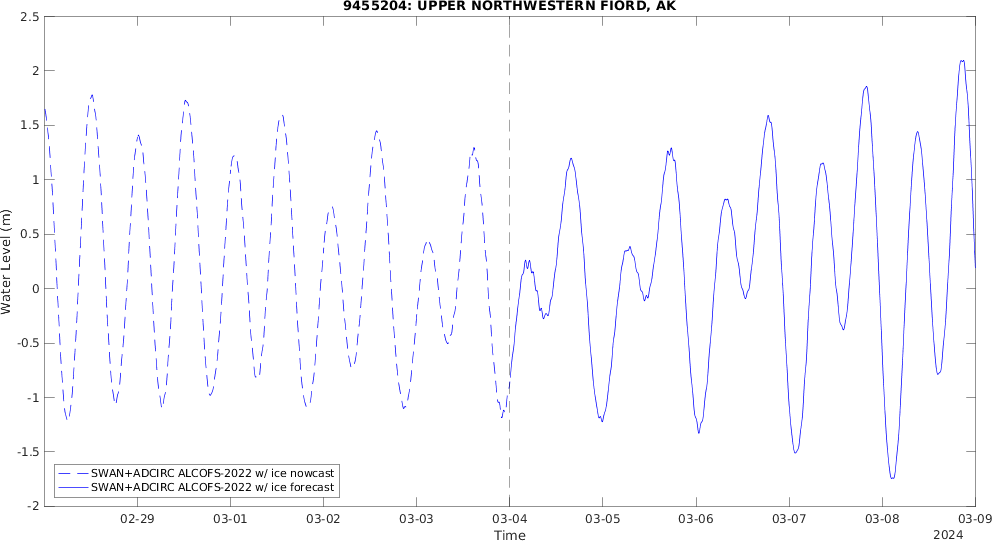 9455204: UPPER NORTHWESTERN FIORD, AK
2.5
2
1.5
1
0.5
0
-0.5
-1
-1.5
-2
Water Level (m)
SWAN+ADCIRC ALCOFS-2022 w/ ice nowcast
SWAN+ADCIRC ALCOFS-2022 w/ ice forecast
02-29 03-01 03-02 03-03 03-04 03-05 03-06 03-07 03-08 03-09
Time
2024